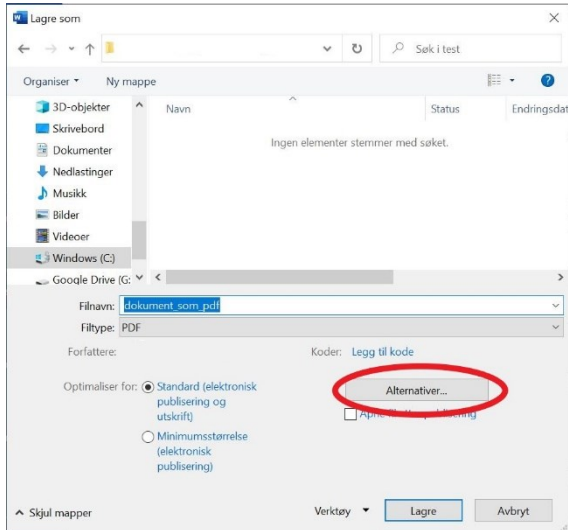 Lagre som
Søk i test
Organiser
Ny mappe
3D-objekter
Skrivebord
Dokumenter
Nedlastinger
Musikk
Bilder
Videoer
Windows (C:)
Google Drive (G:
Navn
Status
Endringsdat
Ingen elementer stemmer med søket.
Filnavn: dokument_som_pdf
Filtype: PDF
Forfattere:
Koder: Legg til kode
Optimaliser for: Standard (elektronisk
publisering og
utskrift)
Minimumsstørrelse
(elektronisk
publisering)
Alternativer...
publisering
Skjul mapper
Verktøy
Lagre
Avbryt